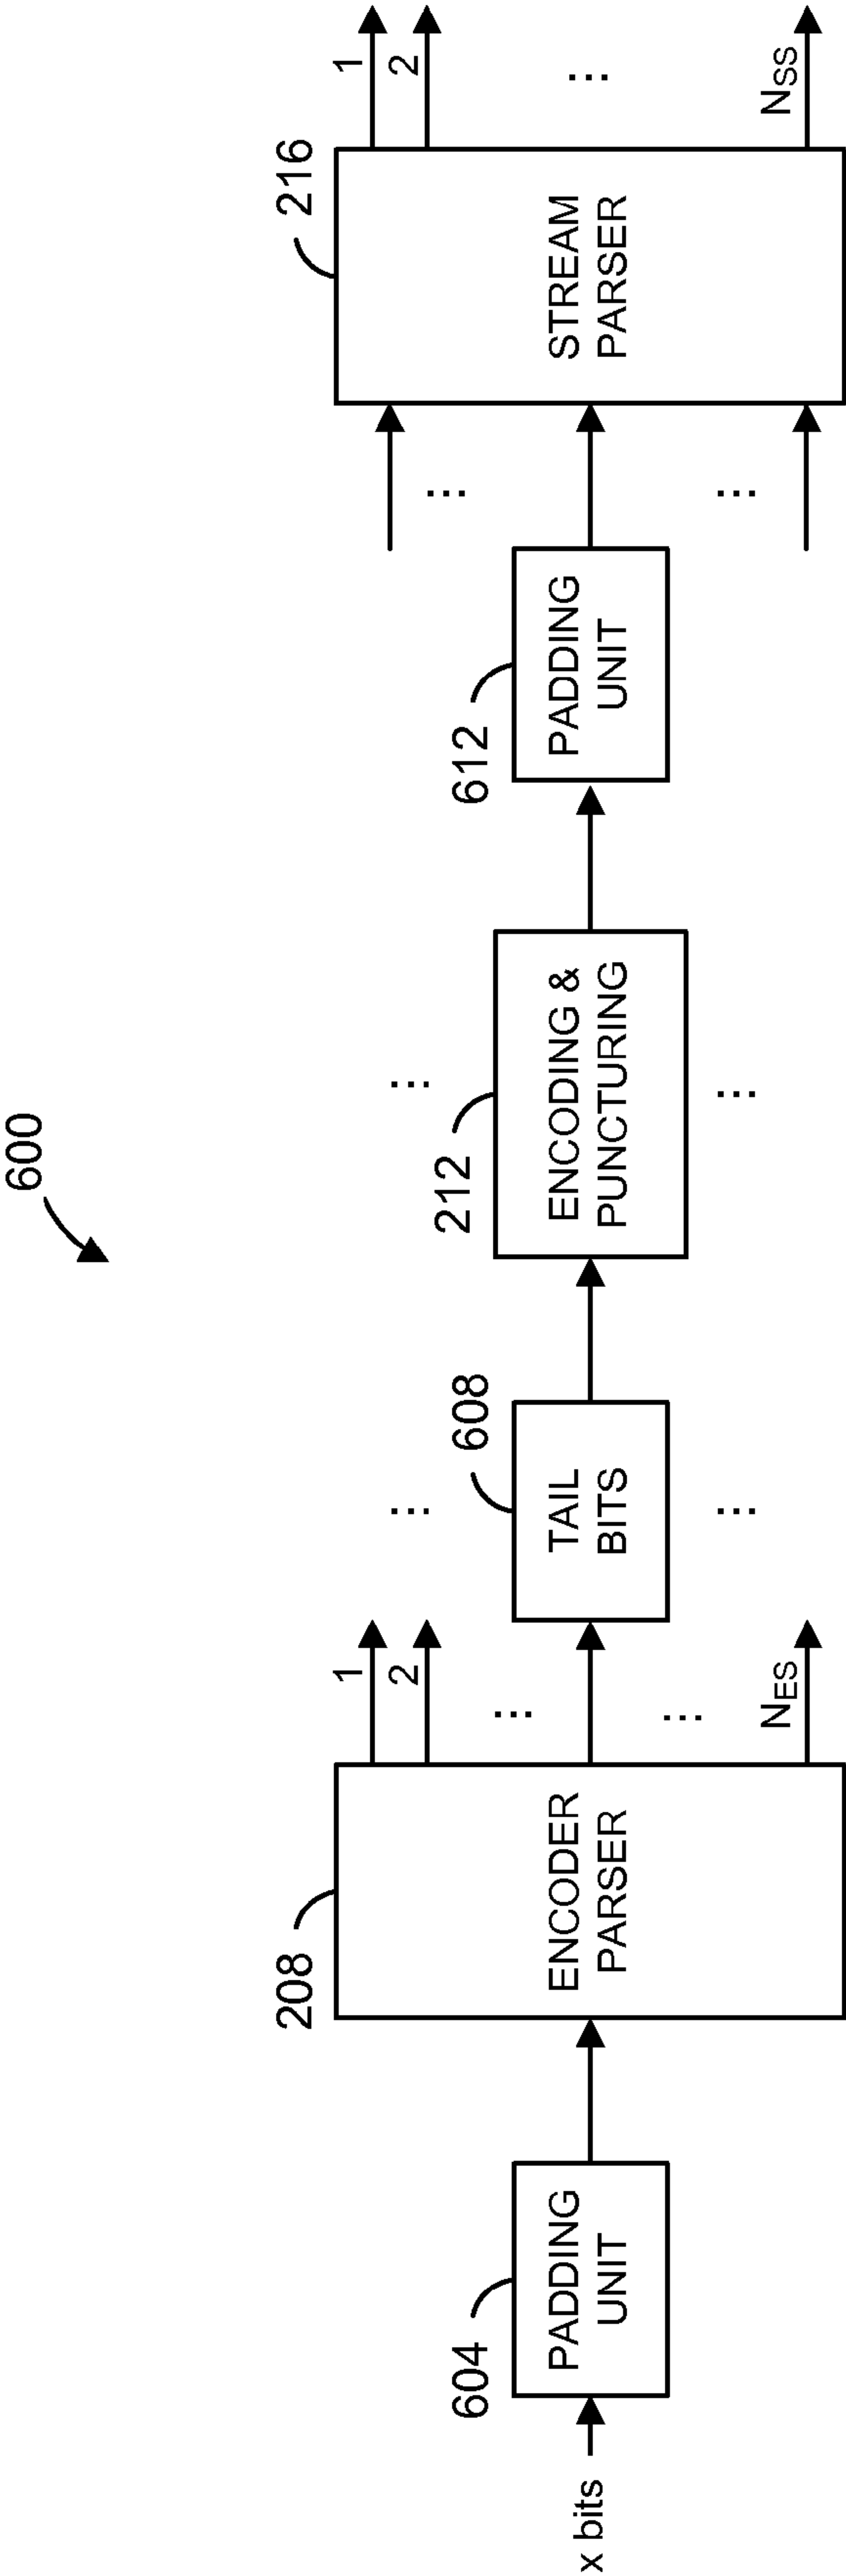 600
x bits
604
PADDING
UNIT
208
ENCODER
PARSER
1
2
...
...
N_ES
...
608
TAIL
BITS
...
...
212
ENCODING &
PUNCTURING
...
612
PADDING
UNIT
...
...
216
STREAM
PARSER
1
2
...
N_SS